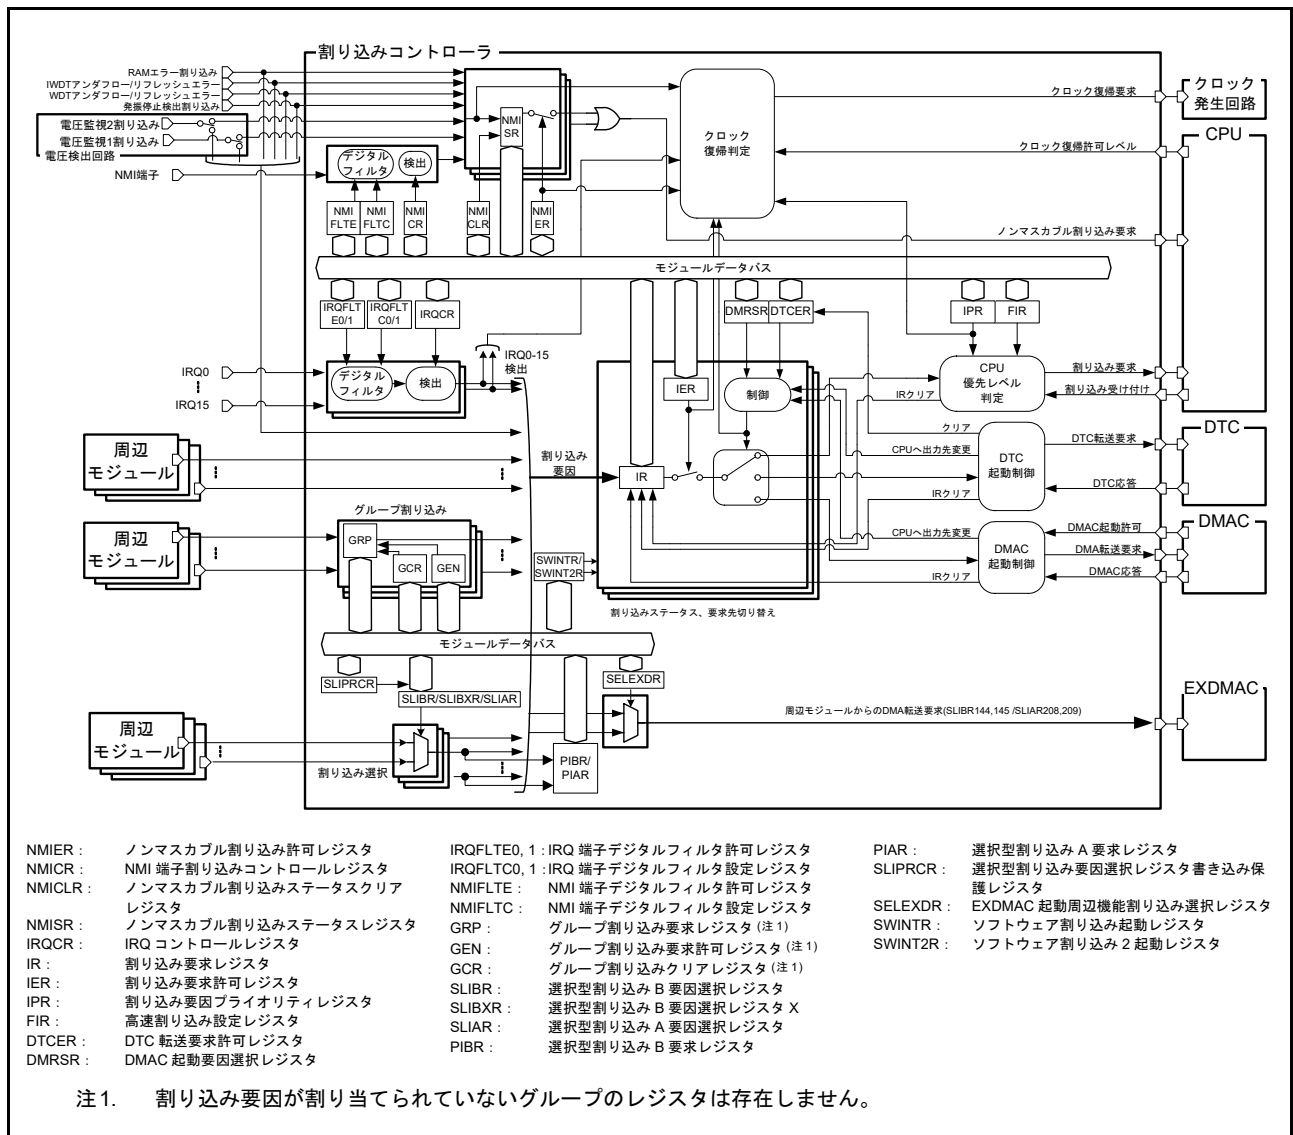 割り込みコントローラ
RAMエラー割り込み
IWDTアンダフロー/リフレッシュエラー
WDTアンダフロー/リフレッシュエラー
発振停止検出割り込み
電圧監視2割り込み
電圧監視1割り込み
電圧検出回路
NMI端子
デジタル
フィルタ
検出
NMI
SR
NMI
FLTE
NMI
FLTC
NMI
CR
NMI
CLR
NMI
ER
クロック
復帰判定
クロック復帰要求
クロック
発生回路
クロック復帰許可レベル
CPU
ノンマスカブル割り込み要求
モジュールデータバス
IRQFLT
E0/1
IRQFLT
C0/1
IRQCR
DMRSR
DTCER
IPR
FIR
IRQ0
IRQ15
デジタル
フィルタ
検出
IRQ0-15
検出
IER
制御
CPU
優先レベル
判定
割り込み要求
割り込み受け付け
IRクリア
周辺
モジュール
割り込み
要因
IR
クリア
CPUへ出力先変更
IRクリア
DTC
起動制御
DTC転送要求
DTC応答
DTC
周辺
モジュール
グループ割り込み
GRP
GCR
GEN
SWINTR/
SWINT2R
CPUへ出力先変更
IRクリア
DMAC
起動制御
DMAC起動許可
DMA転送要求
DMAC応答
DMAC
割り込みステータス、要求先切り替え
モジュールデータバス
SLIPRCR
SLIBR/SLIBXR/SLIAR
SELEXDR
周辺モジュールからのDMA転送要求(SLIBR144,145 /SLIAR208,209)
EXDMAC
周辺
モジュール
割り込み選択
PIBR/
PIAR
NMIER : ノンマスカブル割り込み許可レジスタ
NMICR : NMI 端子割り込みコントロールレジスタ
NMICLR : ノンマスカブル割り込みステータスクリア
レジスタ
NMISR : ノンマスカブル割り込みステータスレジスタ
IRQCR : IRQ コントロールレジスタ
IR : 割り込み要求レジスタ
IER : 割り込み要求許可レジスタ
IPR : 割り込み要因プライオリティレジスタ
FIR : 高速割り込み設定レジスタ
DTCER : DTC 転送要求許可レジスタ
DMRSR : DMAC 起動要因選択レジスタ
IRQFLTE0, 1 : IRQ 端子デジタルフィルタ許可レジスタ
IRQFLTC0, 1 : IRQ 端子デジタルフィルタ設定レジスタ
NMIFLTE : NMI 端子デジタルフィルタ許可レジスタ
NMIFLTC : NMI 端子デジタルフィルタ設定レジスタ
GRP : グループ割り込み要求レジスタ (注 1)
GEN : グループ割り込み要求許可レジスタ (注 1)
GCR : グループ割り込みクリアレジスタ (注 1)
SLIBR : 選択型割り込み B 要因選択レジスタ
SLIBXR : 選択型割り込み B 要因選択レジスタ X
SLIAR : 選択型割り込み A 要因選択レジスタ
PIBR : 選択型割り込み B 要求レジスタ
PIAR : 選択型割り込み A 要求レジスタ
SLIPRCR : 選択型割り込み要因選択レジスタ書き込み保
護レジスタ
SELEXDR : EXDMAC 起動周辺機能割り込み選択レジスタ
SWINTR : ソフトウェア割り込み起動レジスタ
SWINT2R : ソフトウェア割り込み 2 起動レジスタ
注1. 割り込み要因が割り当てられていないグループのレジスタは存在しません。